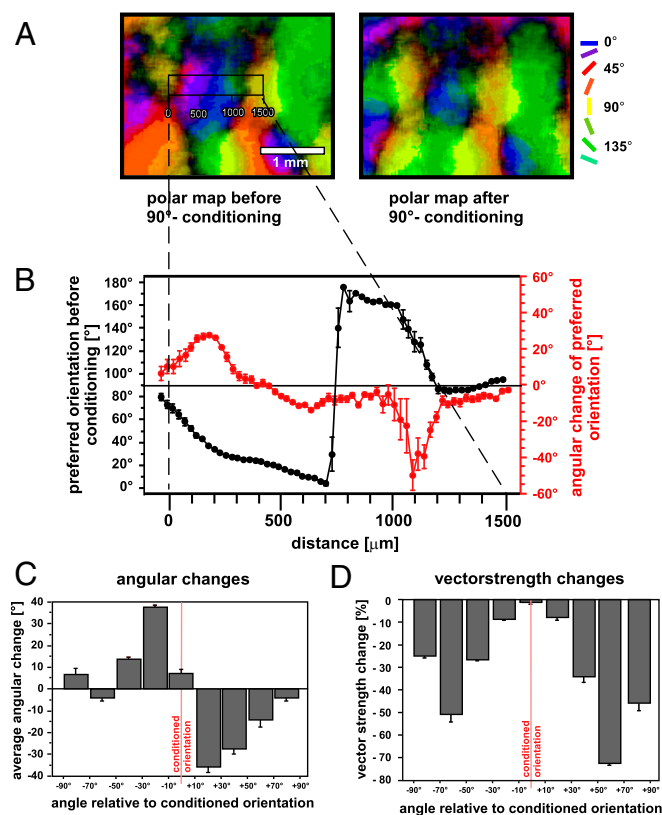 A
0 500 1000 1500
1 mm
0°
45°
90°
135°
polar map before
90°- conditioning
polar map after
90°- conditioning
B
preferred orientation before
conditioning [°]
180°
160°
140°
120°
100°
80°
60°
40°
20°
0°
60°
40°
20°
0°
-20°
-40°
-60°
angular change of preferred
orientation [°]
0 500 1000 1500
distance [µm]
C
angular changes
average angular change [°]
40
30
20
10
0
-10
-20
-30
-40
conditioned
orientation
-90° -70° -50° -30° -10° +10° +30° +50° +70° +90°
angle relative to conditioned orientation
D
vectorstrength changes
vector strength change [%]
0
- 10
- 20
- 30
- 40
- 50
- 60
- 70
- 80
conditioned
orientation
-90° -70° -50° -30° -10° +10° +30° +50° +70° +90°
angle relative to conditioned orientation